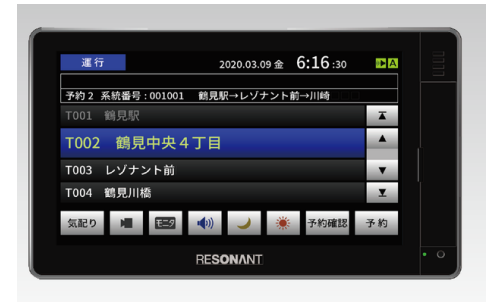 運行 2020.03.09 金 6:16 :30 A
予約 2 系統番号 : 001001 鶴見駅→レゾナント前→川崎
T001 鶴見駅
T002 鶴見中央4丁目
T003 レゾナント前
T004 鶴見川橋
気配り モニタ 予約確認 予約
RESONANT